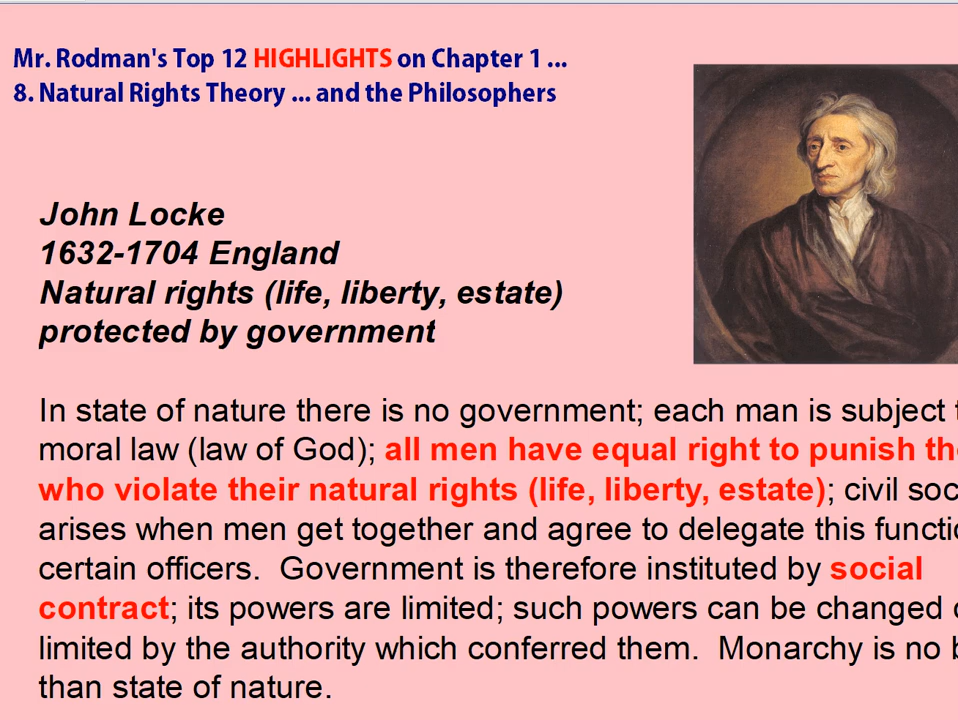 Mr. Rodman's Top 12 HIGHLIGHTS on Chapter 1 ...
8. Natural Rights Theory ... and the Philosophers
John Locke
1632-1704 England
Natural rights (life, liberty, estate)
protected by government
In state of nature there is no government; each man is subject
moral law (law of God); all men have equal right to punish
who violate their natural rights (life, liberty, estate); civil
arises when men get together and agree to delegate this
certain officers. Government is therefore instituted by social
contract; its powers are limited; such powers can be changed
limited by the authority which conferred them. Monarchy is no
than state of nature.